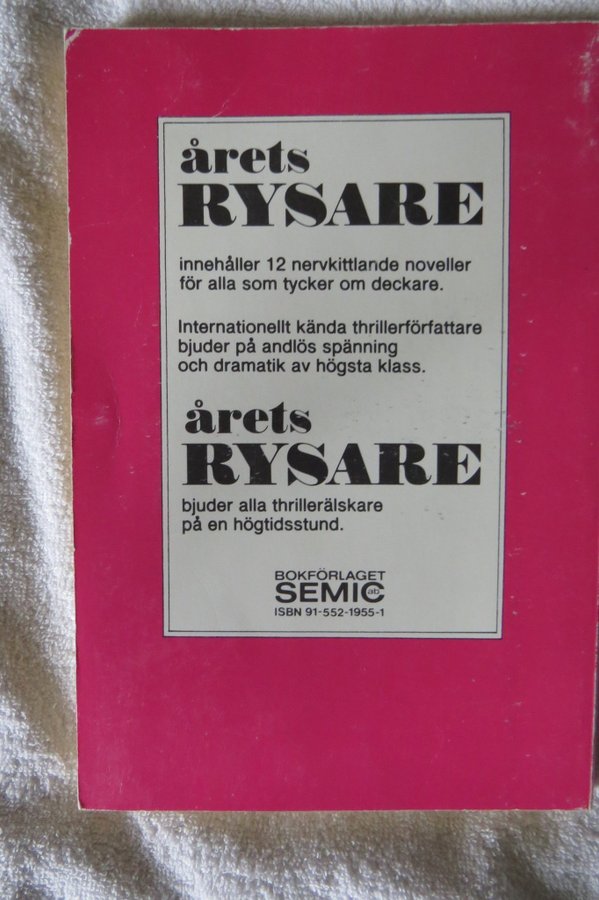 årets
RYSARE
innehåller 12 nervkittlande noveller
för alla som tycker om deckare.
Internationellt kända thrillerförfattare
bjuder på andlös spänning
och dramatik av högsta klass.
årets
RYSARE
bjuder alla thrillerälskare
på en högtidsstund.
BOKFÖRLAGET
SEMIC ab
ISBN 91-552-1955-1